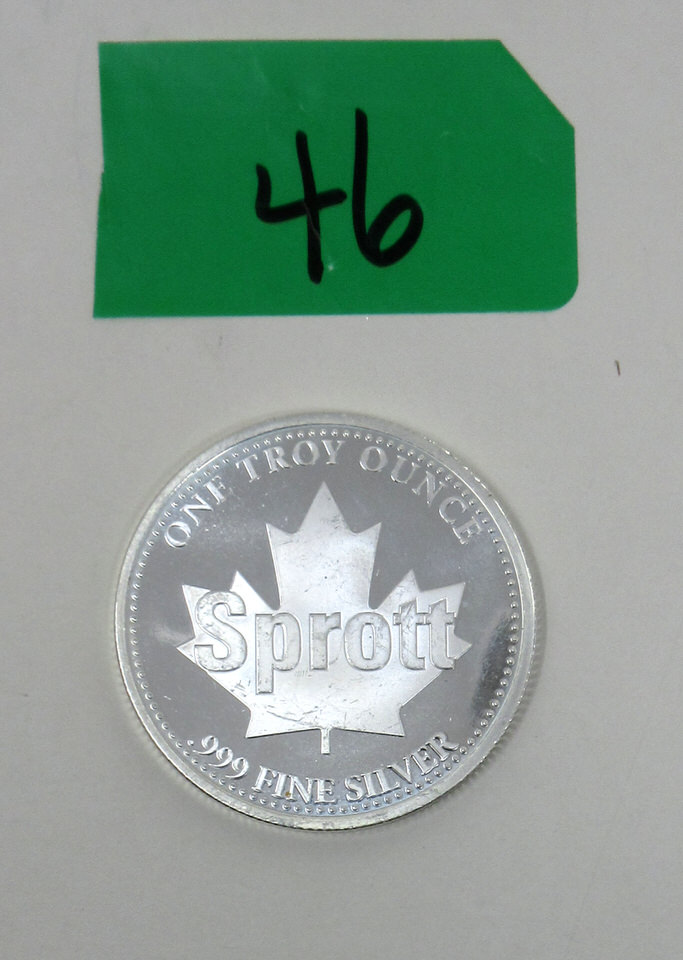 46
ONE TROY OUNCE
Sprott
.999 FINE SILVER